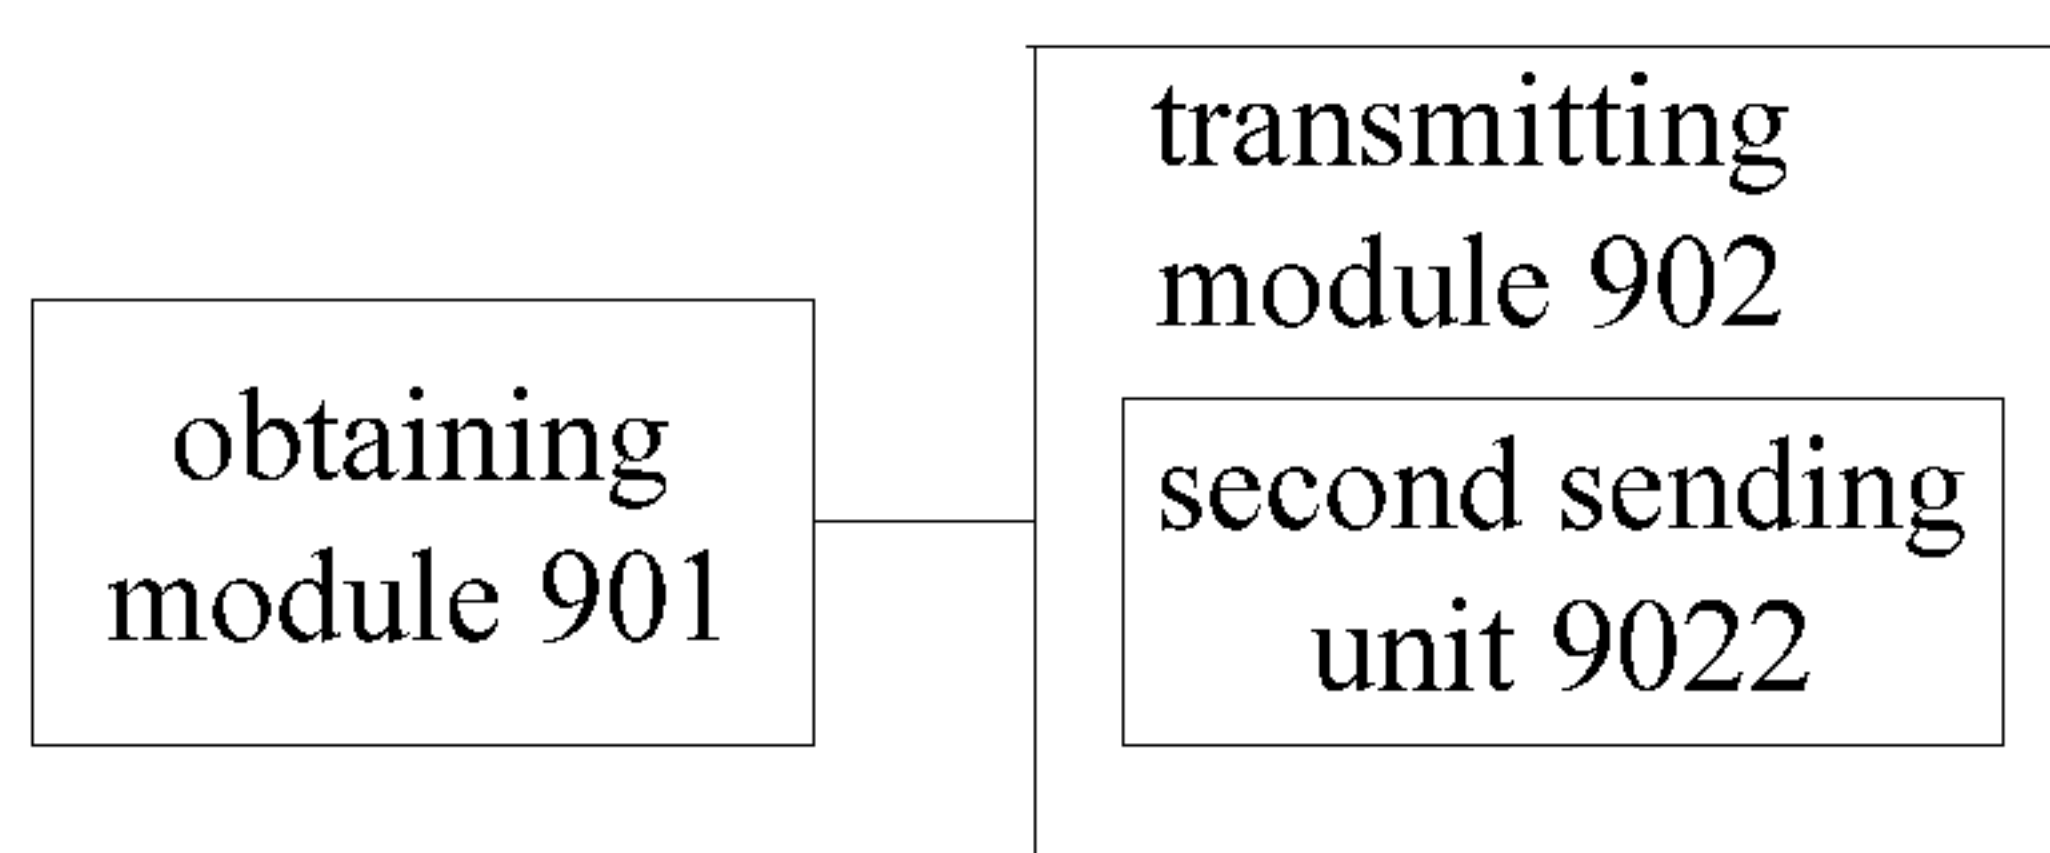 obtaining
module 901
transmitting
module 902
second sending
unit 9022